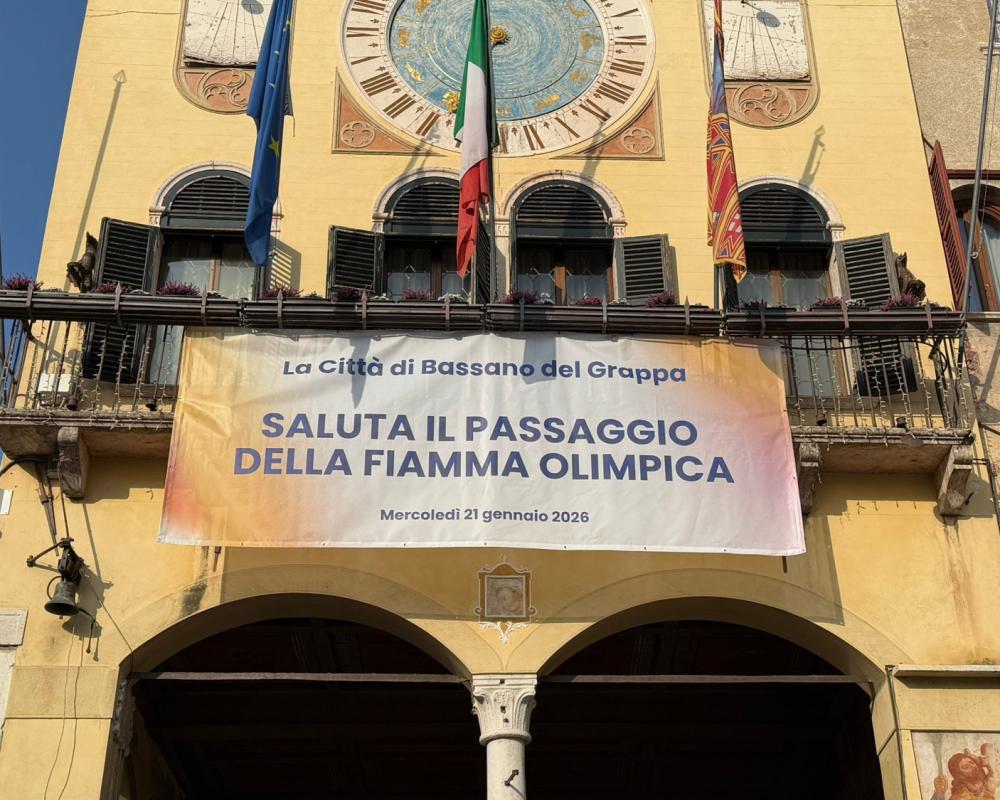 La Città di Bassano del Grappa
SALUTA IL PASSAGGIO
DELLA FIAMMA OLIMPICA
Mercoledì 21 gennaio 2026